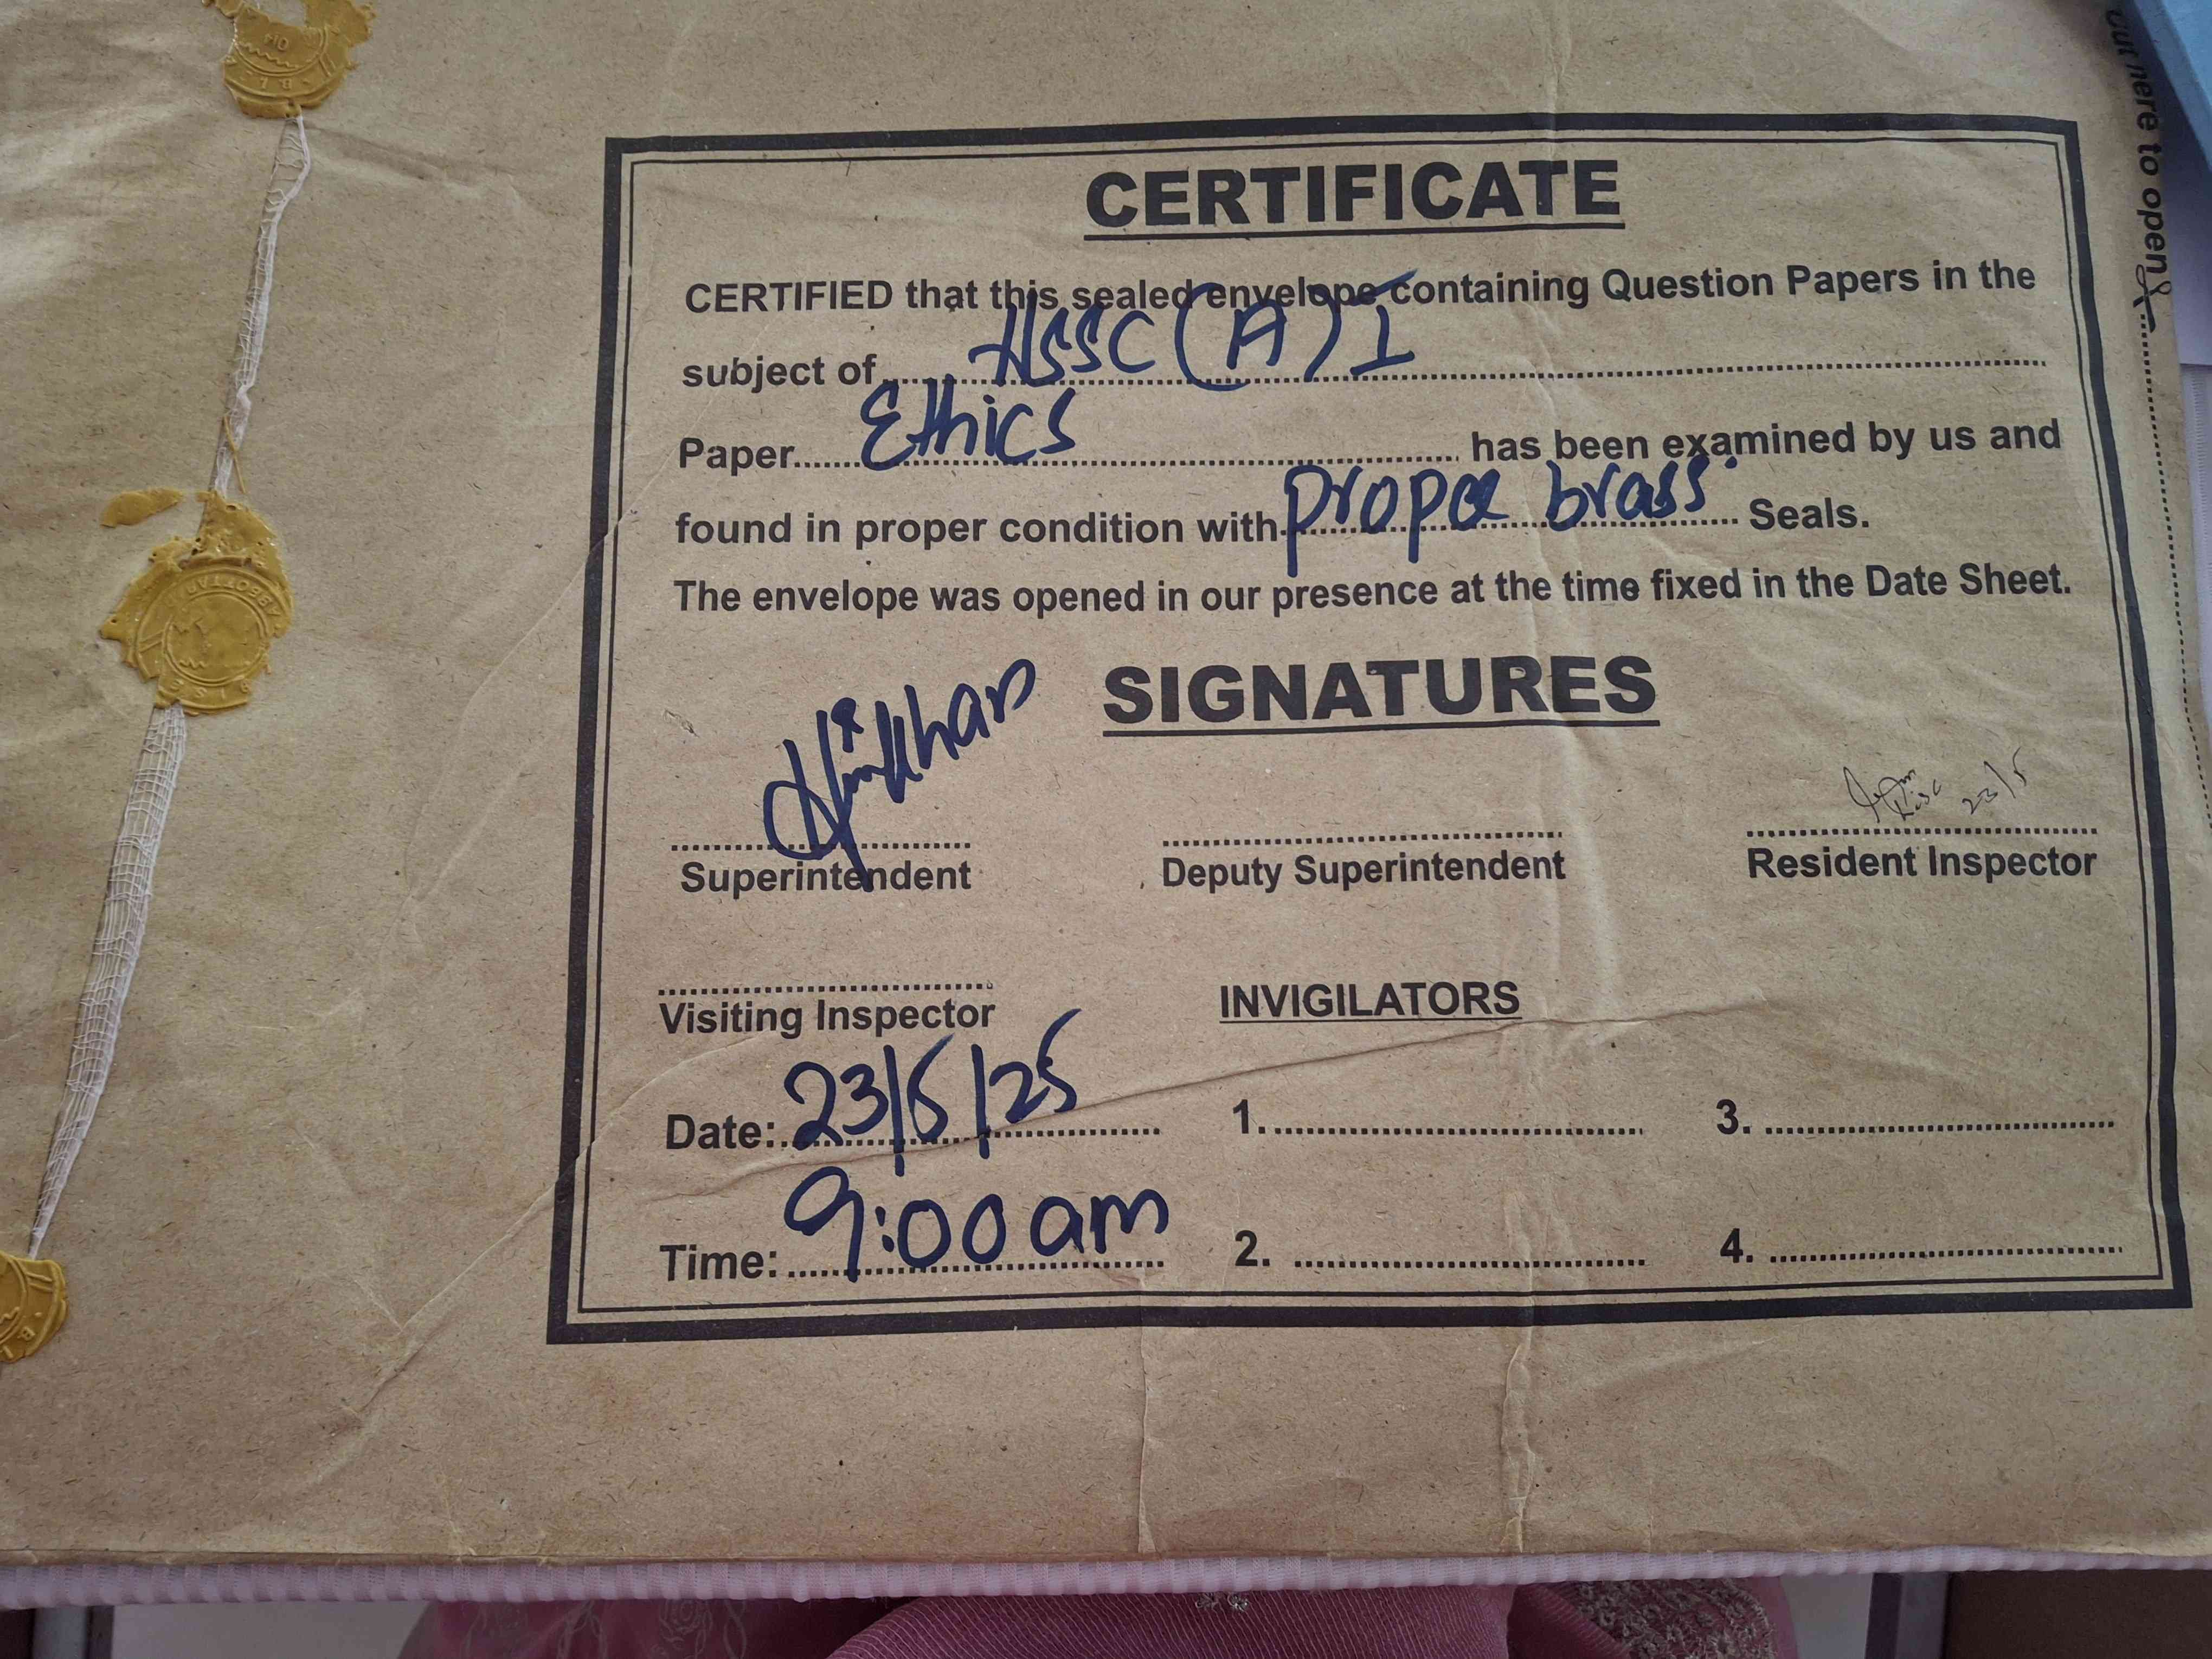 Cut here to open
CERTIFICATE
CERTIFIED that this sealed envelope containing Question Papers in the
subject of HSSC (A) I
Paper Ethics has been examined by us and
found in proper condition with proper brass Seals.
The envelope was opened in our presence at the time fixed in the Date Sheet.
SIGNATURES
23/5
Superintendent Deputy Superintendent Resident Inspector
Visiting Inspector INVIGILATORS
Date: 23/5/25 1. 3.
Time: 9:00 am 2. 4.